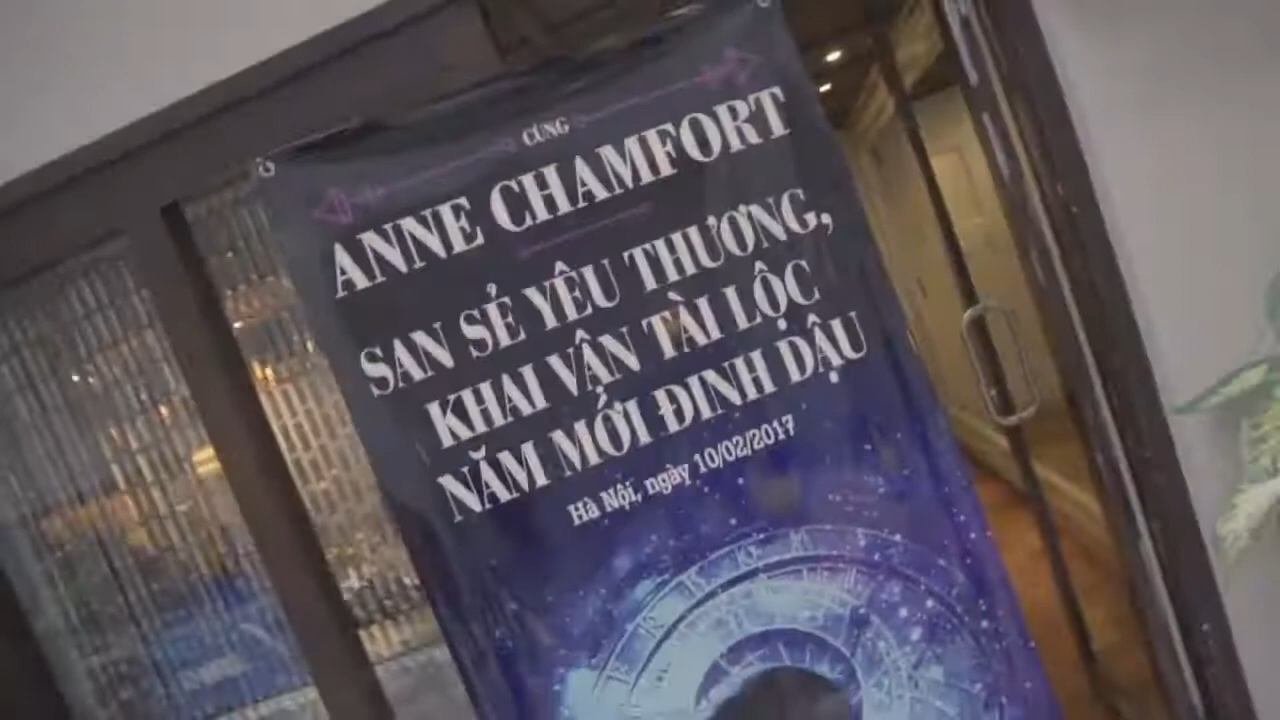 CÙNG
ANNE CHAMFORT
SAN SẺ YÊU THƯƠNG,
KHAI VẬN TÀI LỘC
NĂM MỚI ĐINH DẬU
Hà Nội, ngày 10/02/2017